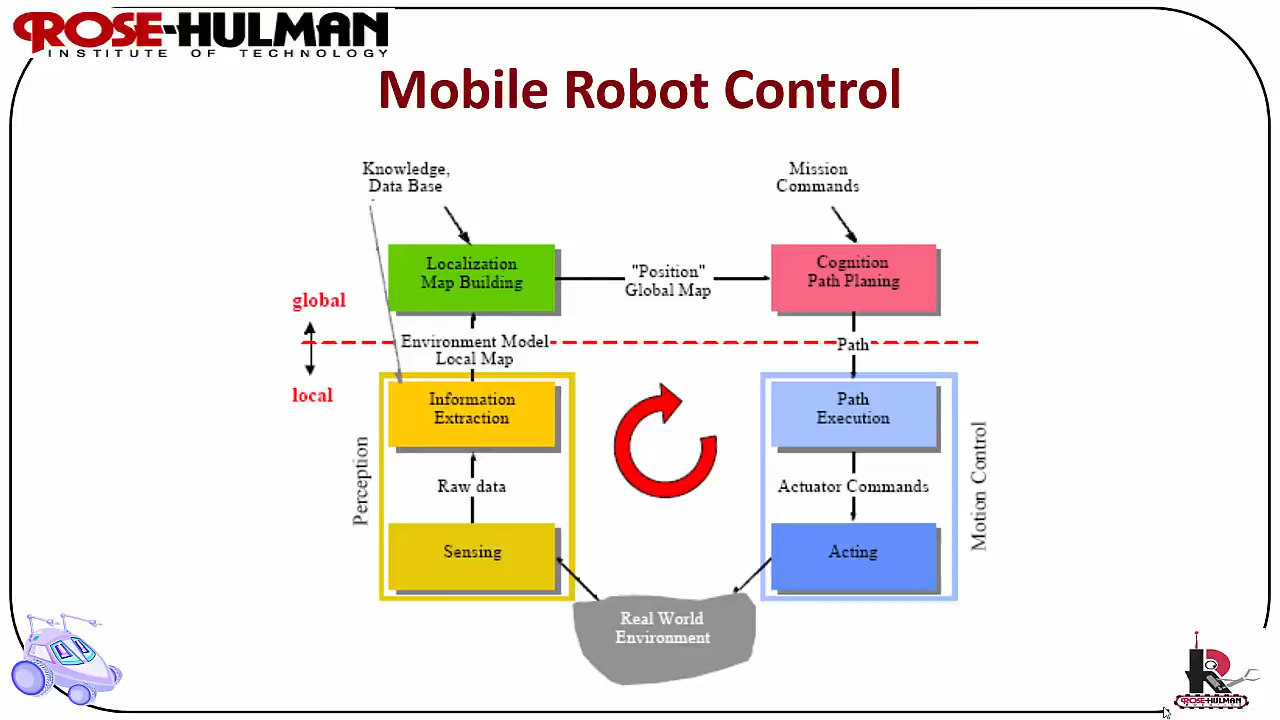 ROSE-HULMAN
INSTITUTE OF TECHNOLOGY
Mobile Robot Control
Knowledge,
Data Base
Mission
Commands
Localization
Map Building
"Position"
Global Map
Cognition
Path Planing
global
Environment Model
Local Map
Path
local
Information
Extraction
Path
Execution
Perception
Raw data
Actuator Commands
Motion Control
Sensing
Acting
Real World
Environment
ROSE-HULMAN